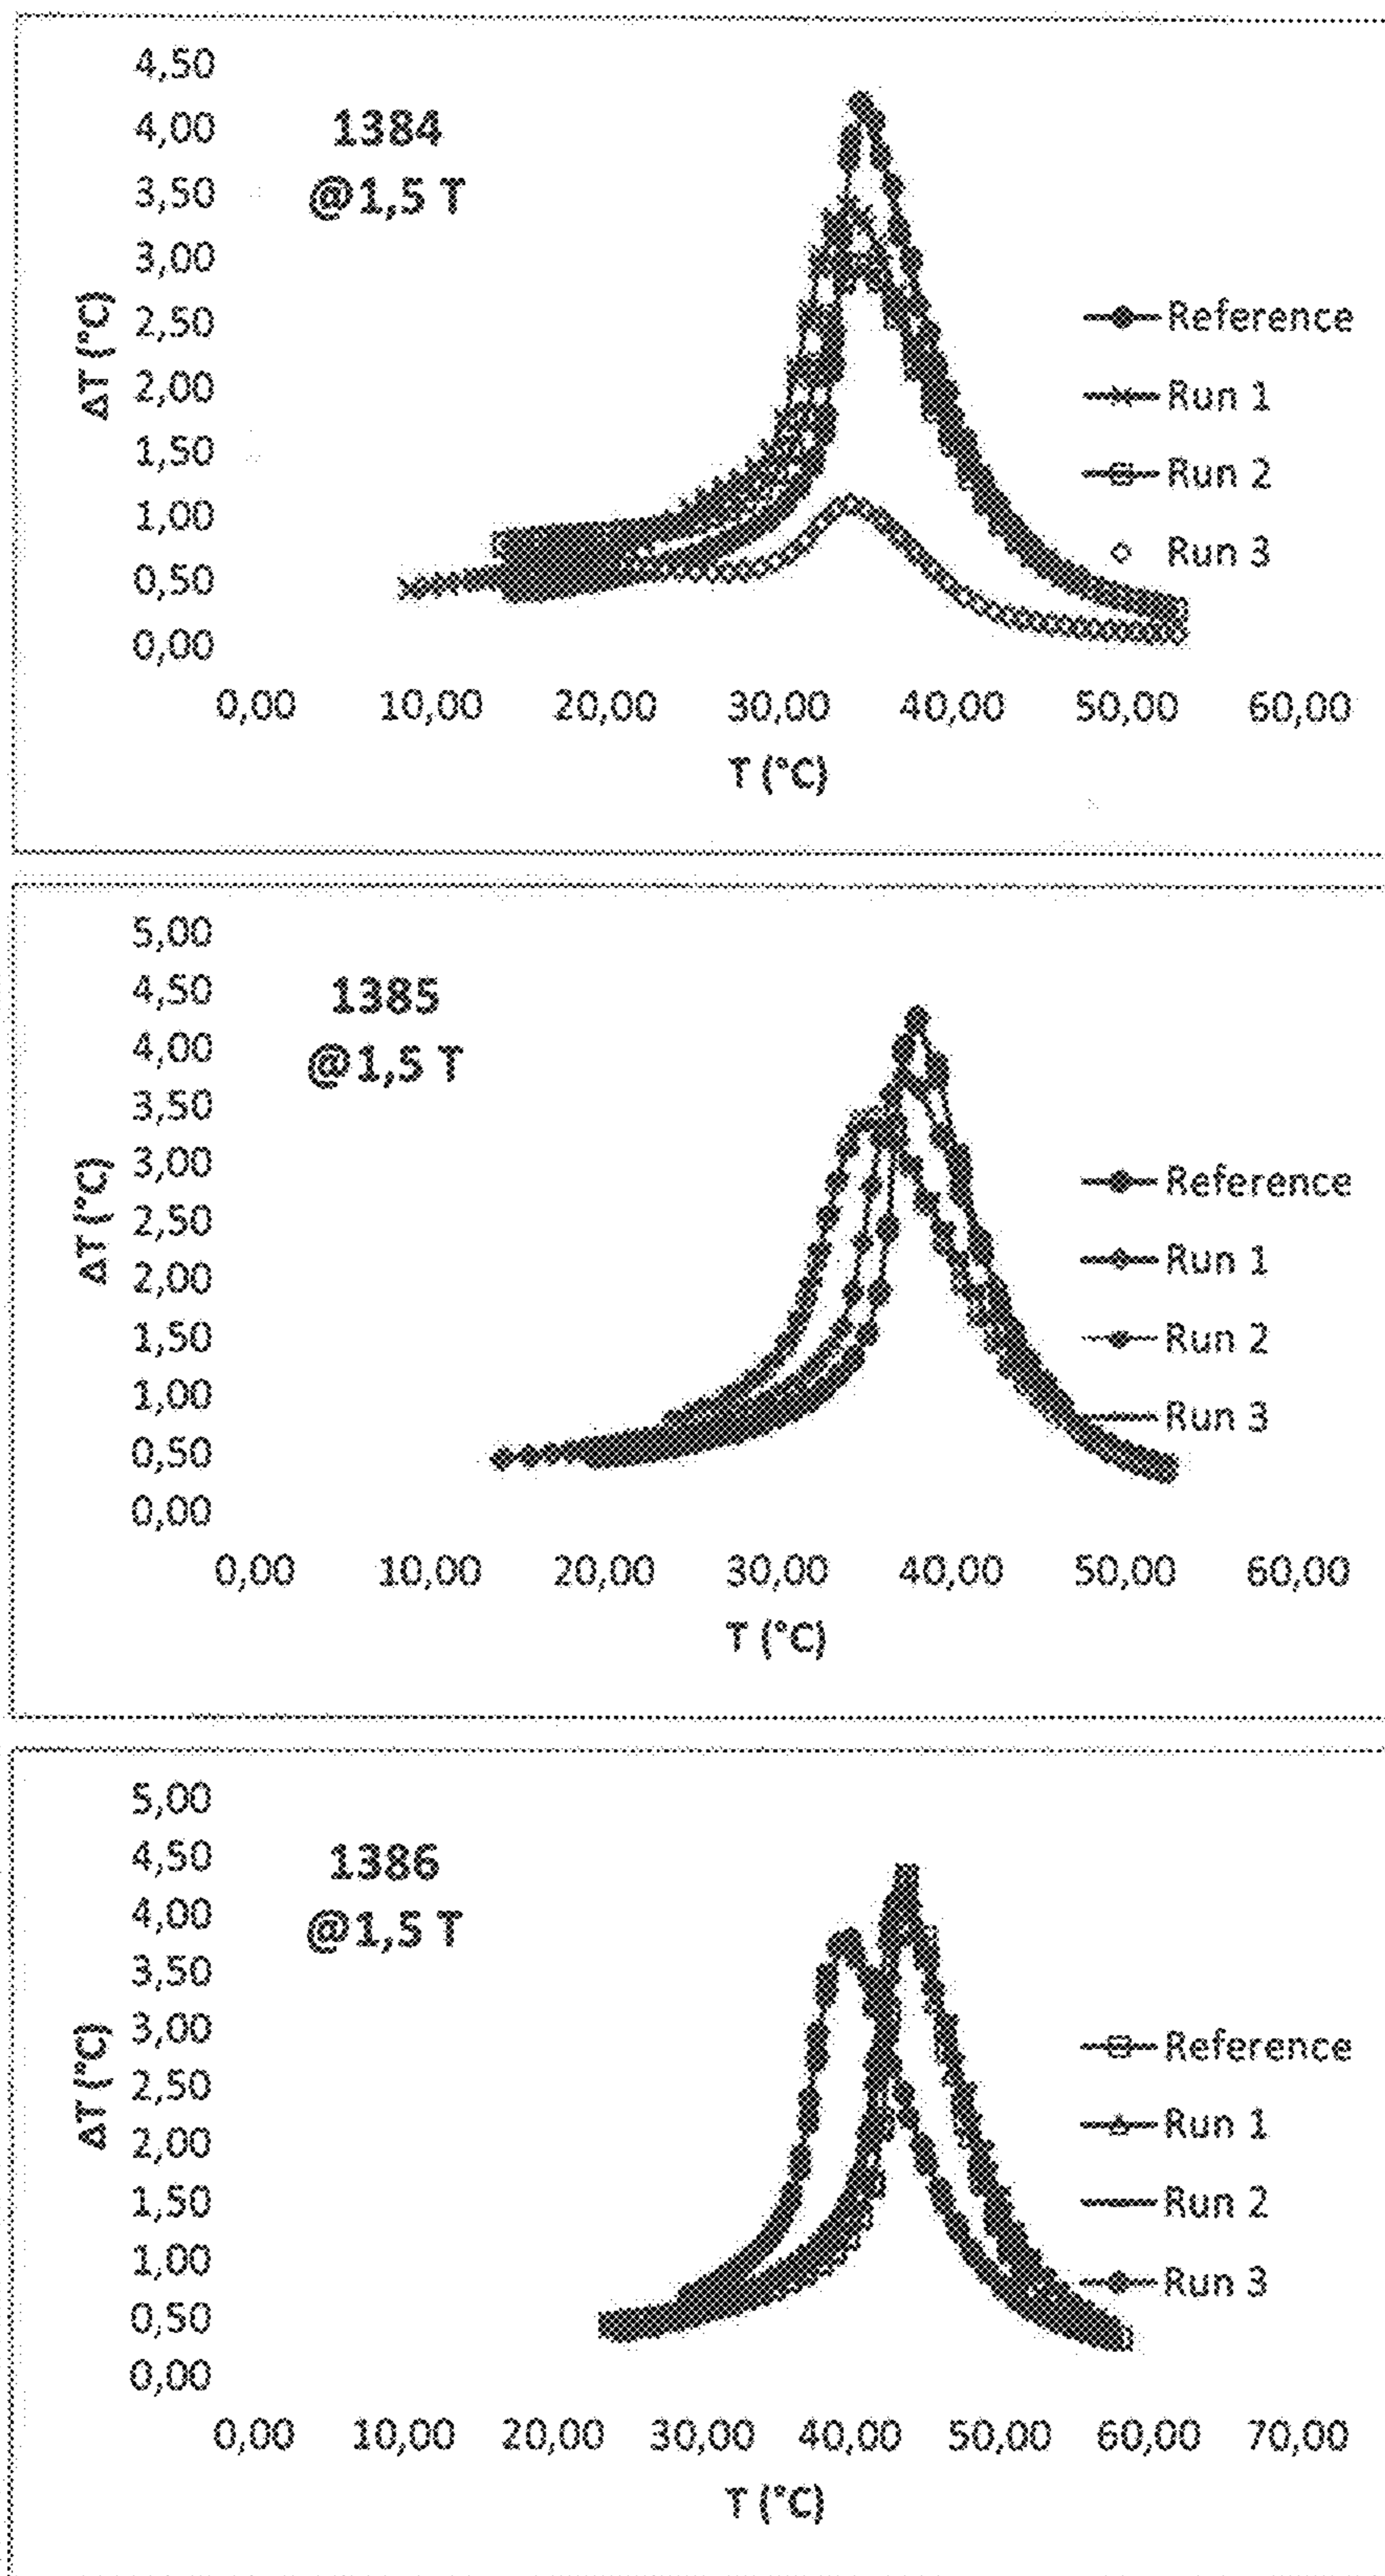 4,50
1384
@1,5 T
4,00
3,50
3,00
2,50
2,00
1,50
1,00
0,50
0,00
ΔT (°C)
Reference
Run 1
Run 2
Run 3
0,00 10,00 20,00 30,00 40,00 50,00 60,00
T (°C)
5,00
1385
@1,5 T
4,50
4,00
3,50
3,00
2,50
2,00
1,50
1,00
0,50
0,00
ΔT (°C)
Reference
Run 1
Run 2
Run 3
0,00 10,00 20,00 30,00 40,00 50,00 60,00
T (°C)
5,00
1386
@1,5 T
4,50
4,00
3,50
3,00
2,50
2,00
1,50
1,00
0,50
0,00
ΔT (°C)
Reference
Run 1
Run 2
Run 3
0,00 10,00 20,00 30,00 40,00 50,00 60,00 70,00
T (°C)